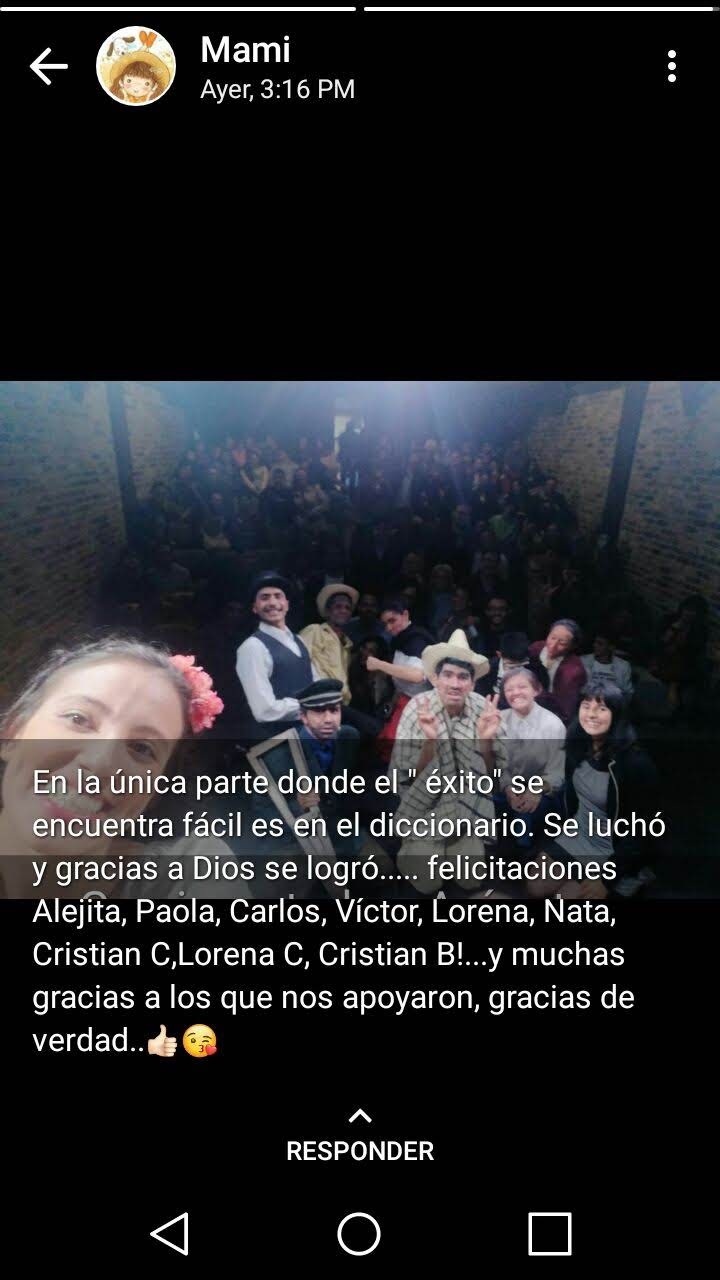 Mami
Ayer, 3:16 PM
En la única parte donde el " éxito" se
encuentra fácil es en el diccionario. Se luchó
y gracias a Dios se logró..... felicitaciones
Alejita, Paola, Carlos, Víctor, Lorena, Nata,
Cristian C,Lorena C, Cristian B!...y muchas
gracias a los que nos apoyaron, gracias de
verdad..👍🏻😘
RESPONDER